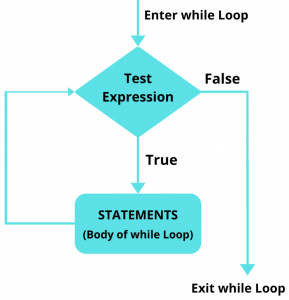 Enter while Loop
Test
Expression
False
True
STATEMENTS
(Body of while Loop)
Exit while Loop